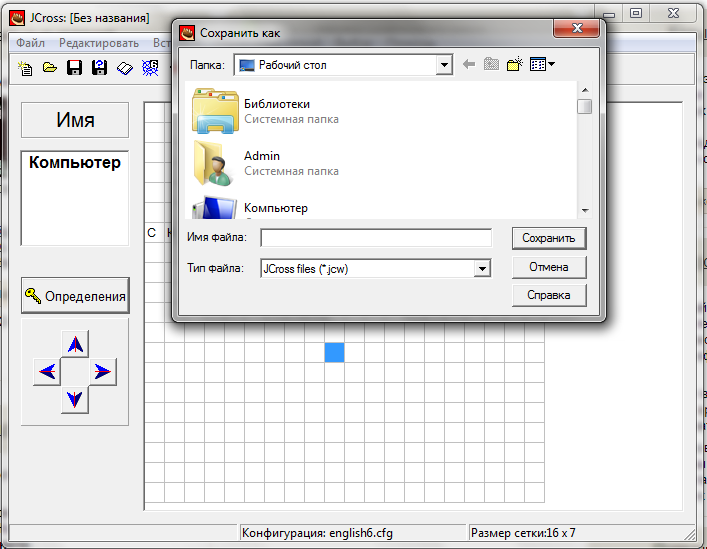 JCross: [Без названия]
Файл Редактировать
Сохранить как
Папка: Рабочий стол
Библиотеки
Системная папка
Admin
Системная папка
Компьютер
Имя файла:
Сохранить
Тип файла: JCross files (*.jcw)
Отмена
Справка
Имя
Компьютер
С
Определения
Конфигурация: english6.cfg
Размер сетки:16 x 7